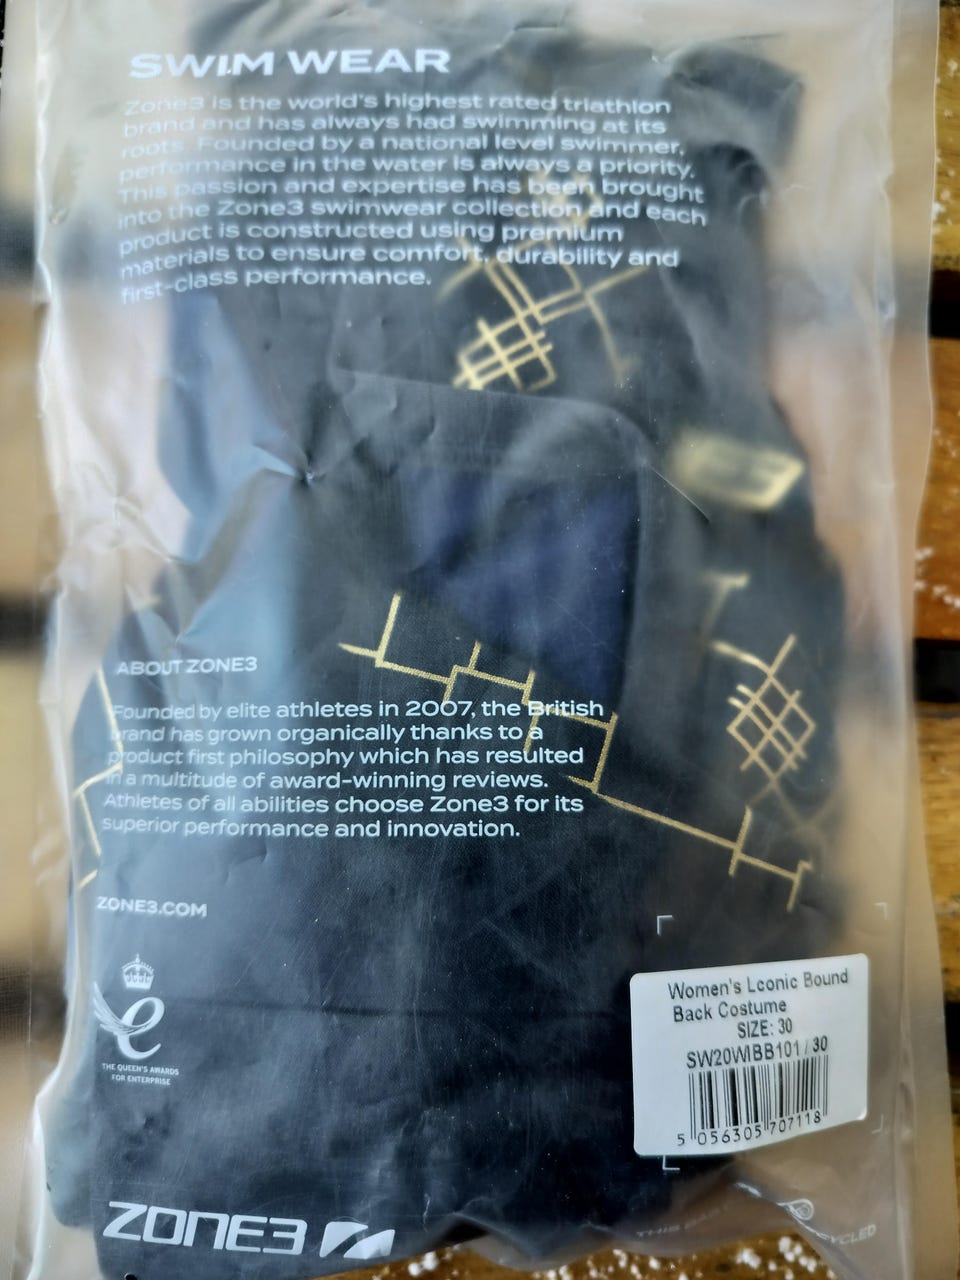 SWIM WEAR
Zone3 is the world's highest rated triathlon
brand and has always had swimming at its
roots. Founded by a national level swimmer,
performance in the water is always a priority.
This passion and expertise has been brought
into the Zone3 swimwear collection and each
product is constructed using premium
materials to ensure comfort, durability and
first-class performance.
ABOUT ZONE3
Founded by elite athletes in 2007, the British
brand has grown organically thanks to a
product first philosophy which has resulted
in a multitude of award-winning reviews.
Athletes of all abilities choose Zone3 for its
superior performance and innovation.
ZONE3.COM
e
THE QUEEN'S AWARDS
FOR ENTERPRISE
Women's Lconic Bound
Back Costume
SIZE: 30
SW20WIBB101 / 30
5 056305 707118
ZONE3
THIS